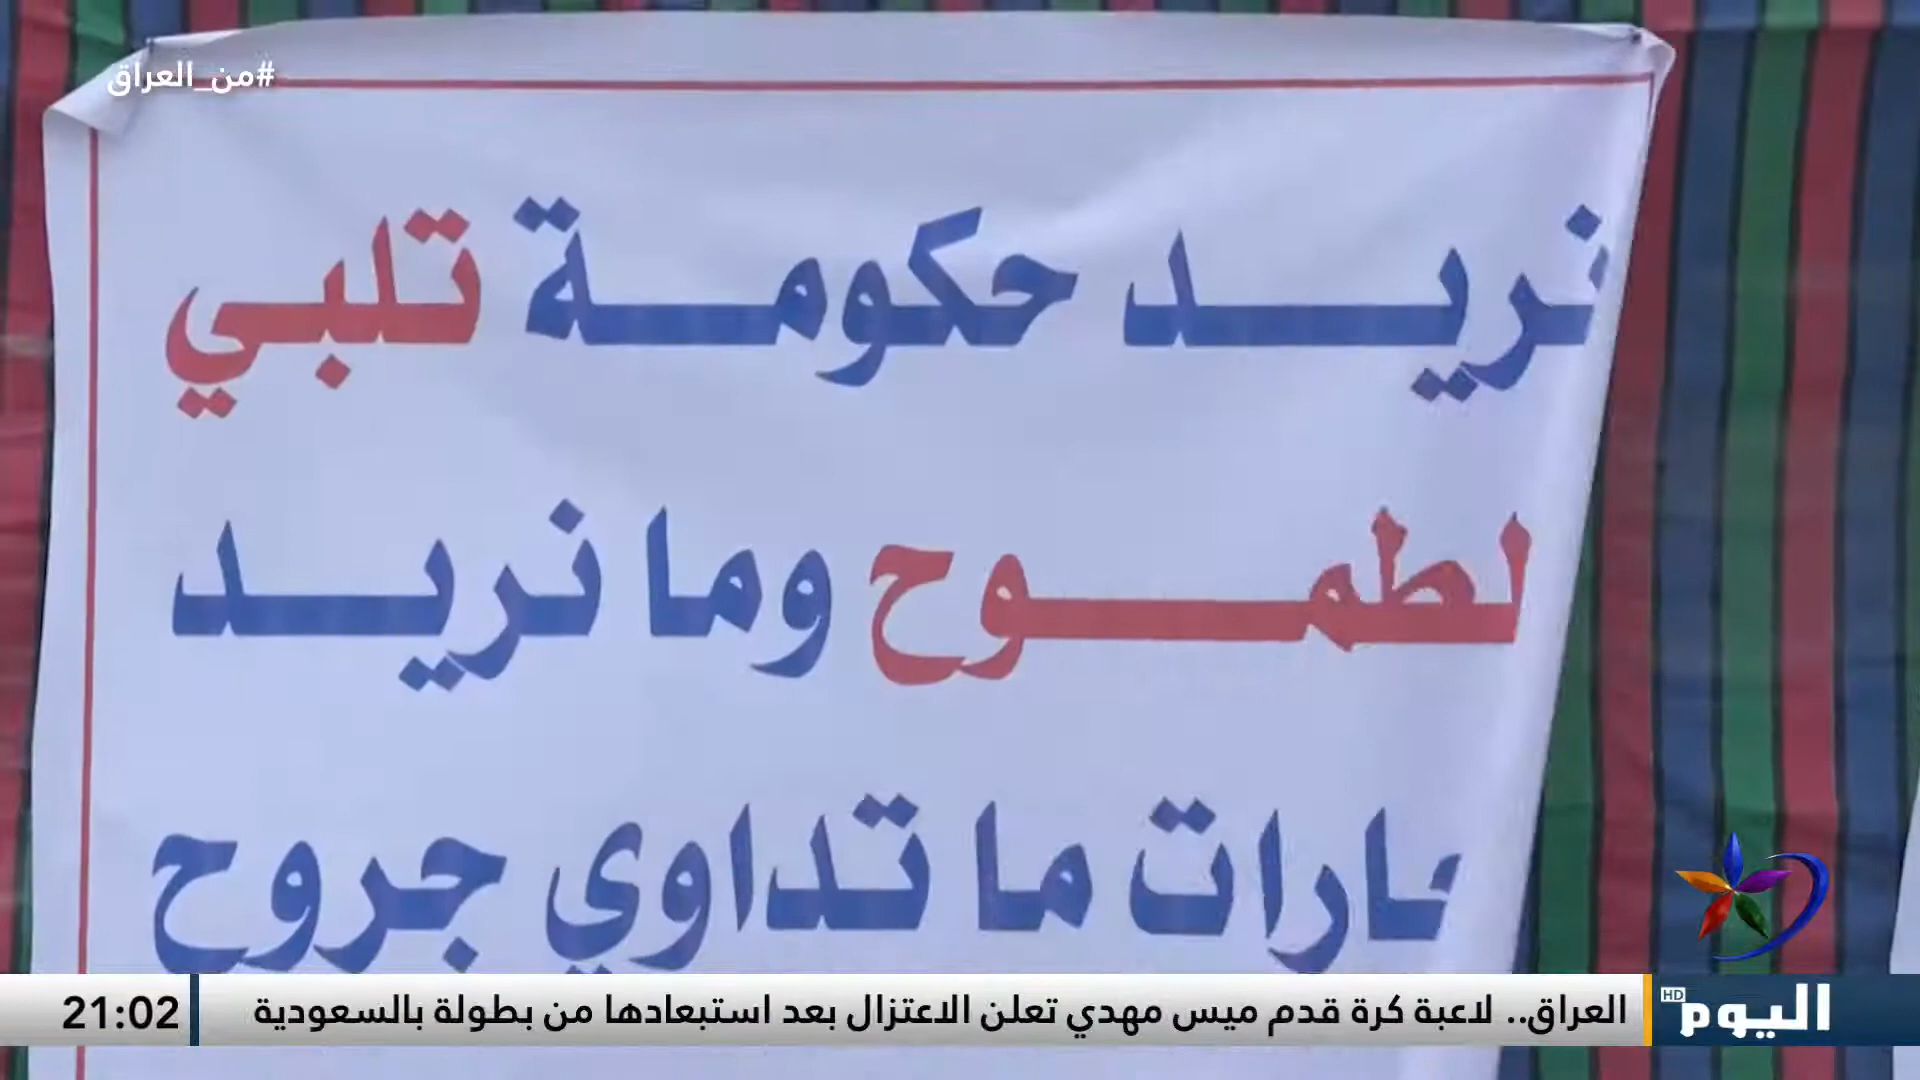 #من_العراق
نريد حكومة تلبي
لطموح وما نريد
ما تداوي جروح
اليوم HD
العراق.. لاعبة كرة قدم ميس مهدي تعلن الاعتزال بعد استبعادها من بطولة بالسعودية
21:02